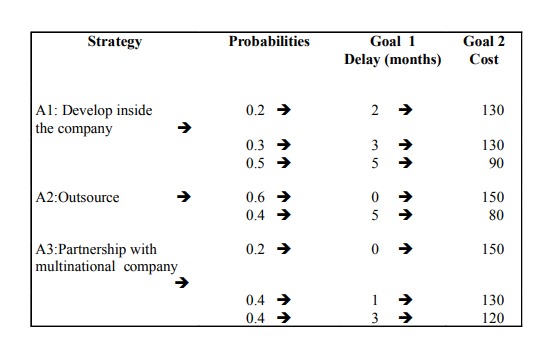 Strategy Probabilities Goal 1 Goal 2
Delay (months) Cost
A1: Develop inside 0.2 ➔ 2 ➔ 130
the company ➔
0.3 ➔ 3 ➔ 130
0.5 ➔ 5 ➔ 90
A2:Outsource ➔ 0.6 ➔ 0 ➔ 150
0.4 ➔ 5 ➔ 80
A3:Partnership with 0.2 ➔ 0 ➔ 150
multinational company
➔
0.4 ➔ 1 ➔ 130
0.4 ➔ 3 ➔ 120